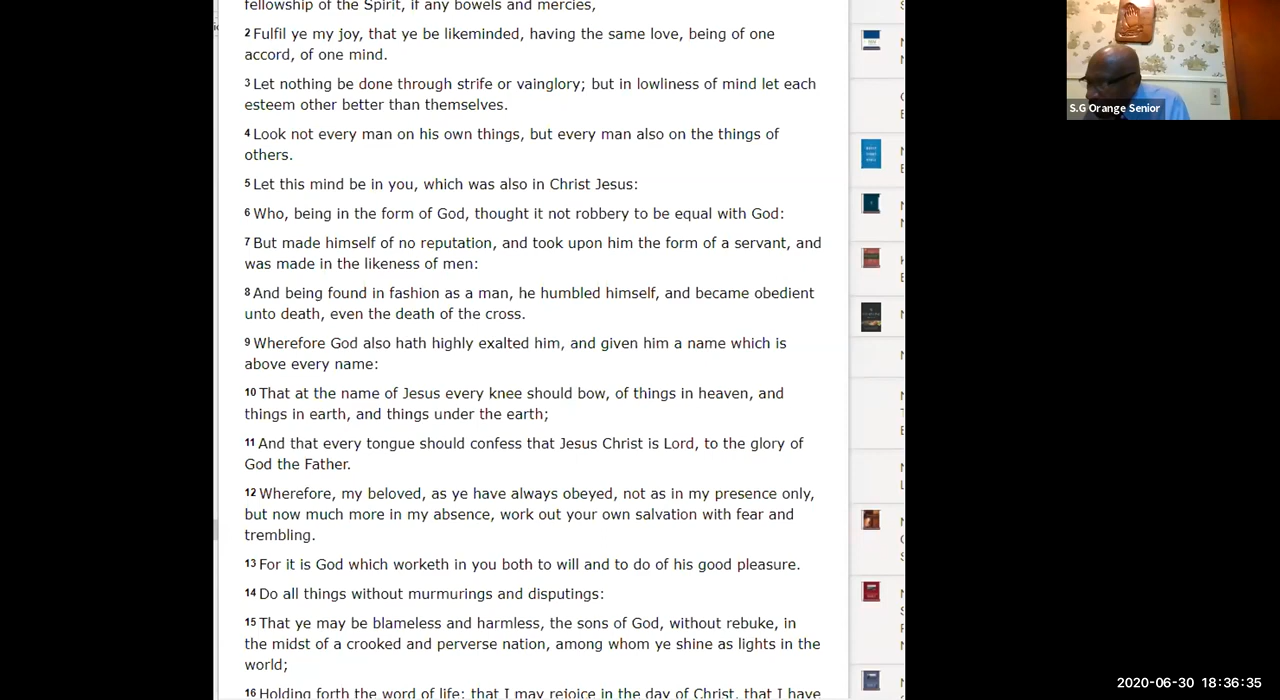 fellowship of the Spirit, if any bowels and mercies,
2 Fulfil ye my joy, that ye be likeminded, having the same love, being of one
accord, of one mind.
3 Let nothing be done through strife or vainglory; but in lowliness of mind let each
esteem other better than themselves.
4 Look not every man on his own things, but every man also on the things of
others.
5 Let this mind be in you, which was also in Christ Jesus:
6 Who, being in the form of God, thought it not robbery to be equal with God:
7 But made himself of no reputation, and took upon him the form of a servant, and
was made in the likeness of men:
8 And being found in fashion as a man, he humbled himself, and became obedient
unto death, even the death of the cross.
9 Wherefore God also hath highly exalted him, and given him a name which is
above every name:
10 That at the name of Jesus every knee should bow, of things in heaven, and
things in earth, and things under the earth;
11 And that every tongue should confess that Jesus Christ is Lord, to the glory of
God the Father.
12 Wherefore, my beloved, as ye have always obeyed, not as in my presence only,
but now much more in my absence, work out your own salvation with fear and
trembling.
13 For it is God which worketh in you both to will and to do of his good pleasure.
14 Do all things without murmurings and disputings:
15 That ye may be blameless and harmless, the sons of God, without rebuke, in
the midst of a crooked and perverse nation, among whom ye shine as lights in the
world;
16 Holding forth the word of life; that I may rejoice in the day of Christ, that I have
S.G Orange Senior
2020-06-30 18:36:35